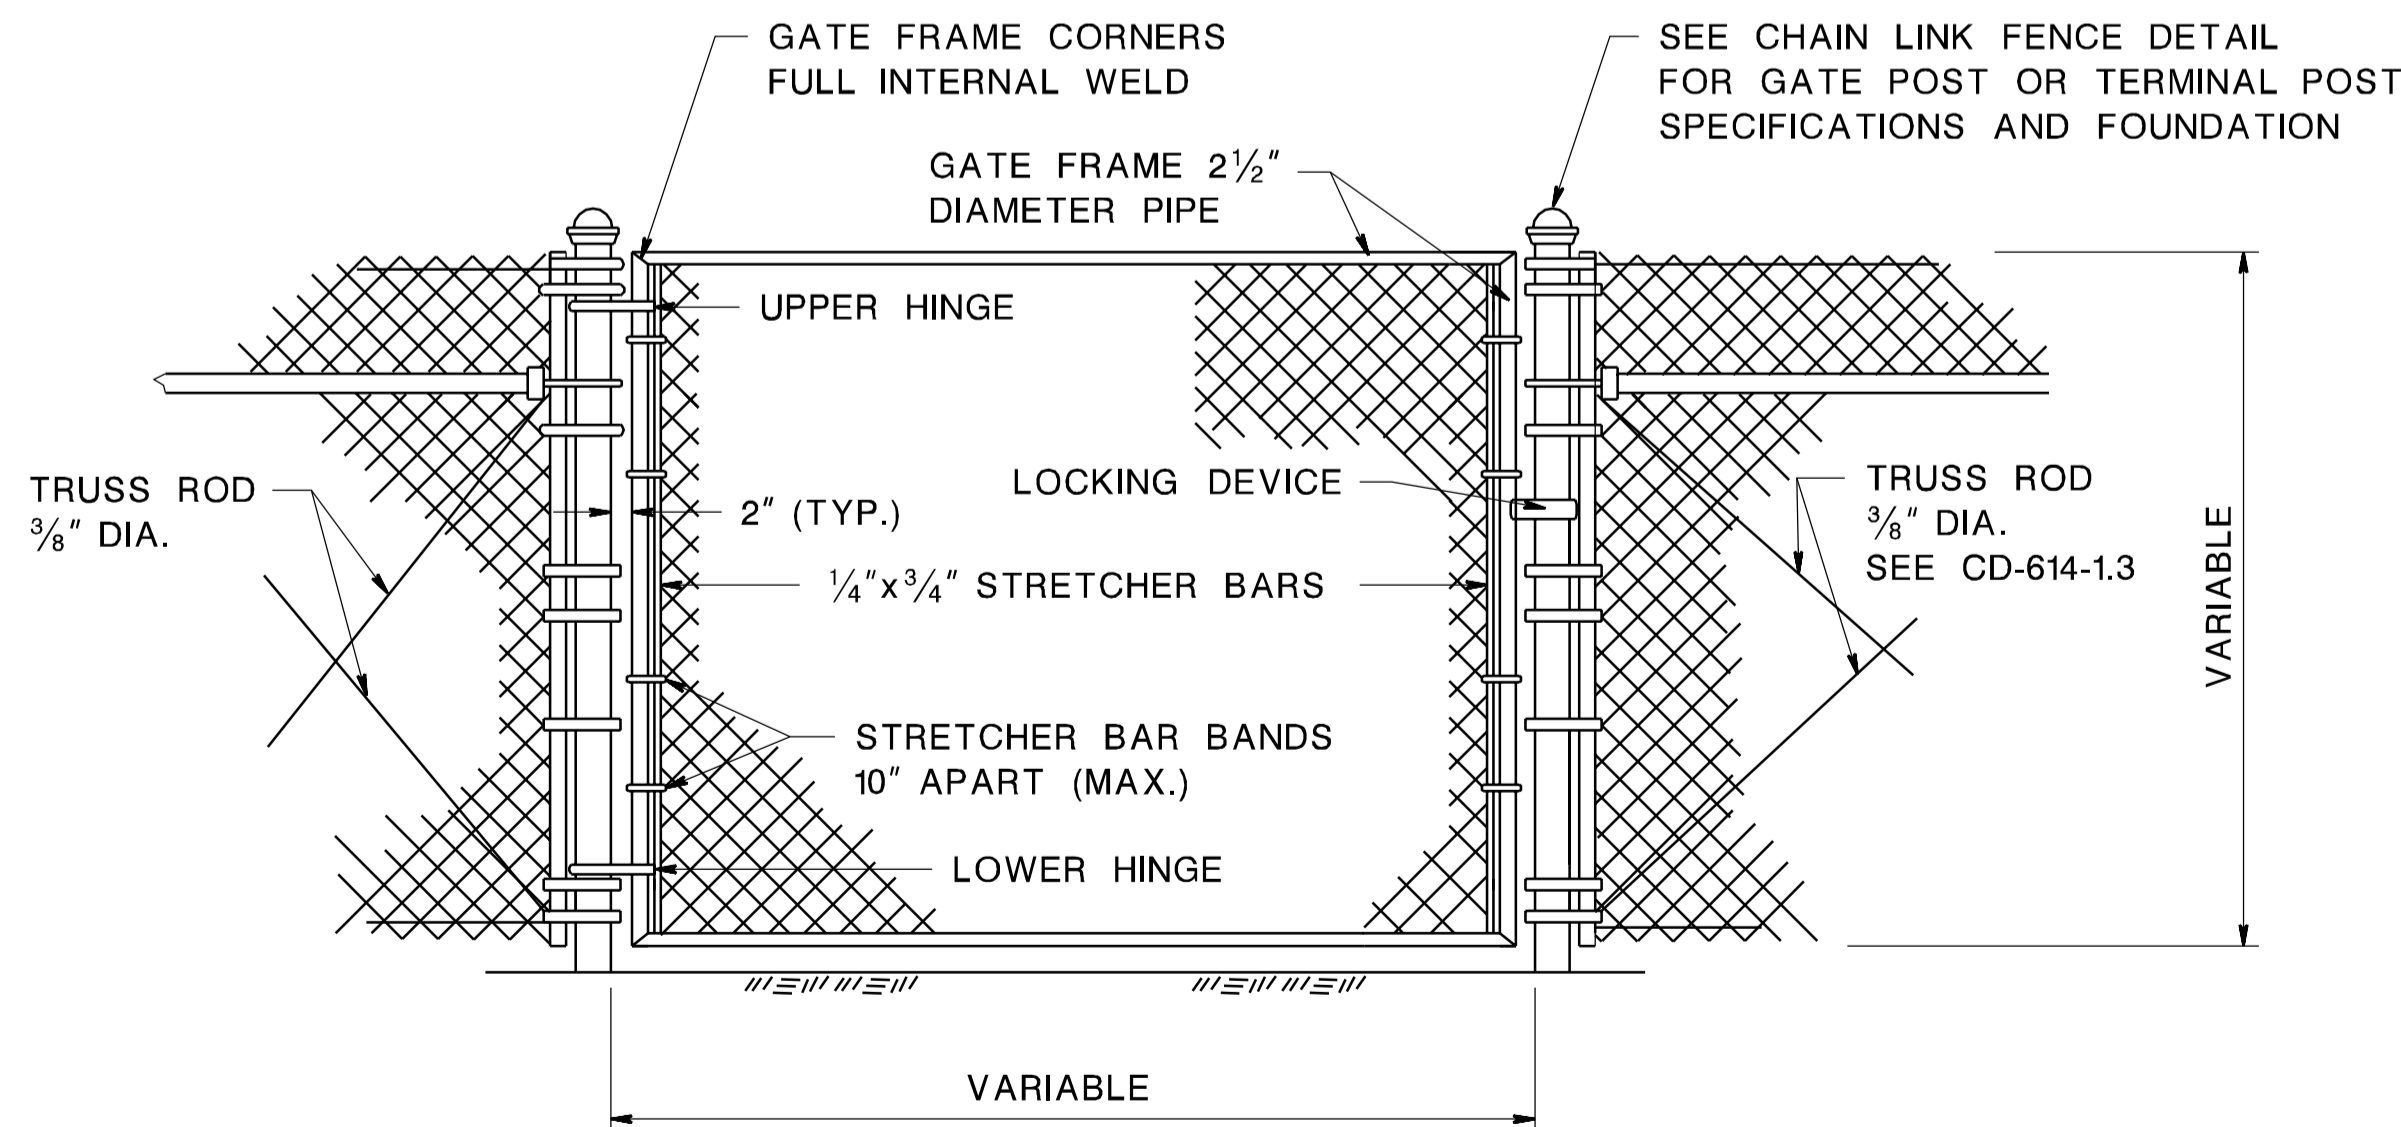 GATE FRAME CORNERS
FULL INTERNAL WELD
SEE CHAIN LINK FENCE DETAIL
FOR GATE POST OR TERMINAL POST
SPECIFICATIONS AND FOUNDATION
GATE FRAME 2½"
DIAMETER PIPE
UPPER HINGE
LOCKING DEVICE
TRUSS ROD
⅜" DIA.
2" (TYP.)
TRUSS ROD
⅜" DIA.
SEE CD-614-1.3
¼"x¾" STRETCHER BARS
VARIABLE
STRETCHER BAR BANDS
10" APART (MAX.)
LOWER HINGE
VARIABLE